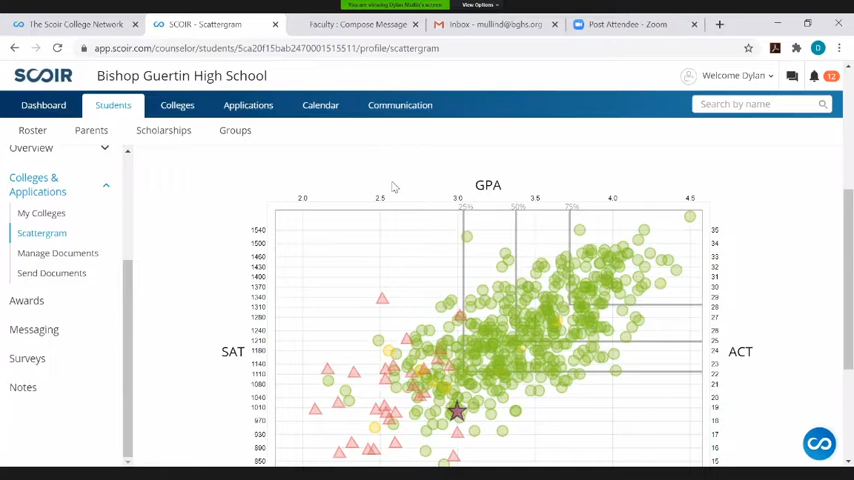 You are viewing Dylan Mullin's screen
View Options
The Scoir College Network
SCOIR - Scattergram
Faculty : Compose Message
Inbox - mullind@bghs.org
Post Attendee - Zoom
app.scoir.com/counselor/students/5ca20f15bab2470001515511/profile/scattergram
D
SCOIR
Bishop Guertin High School
Welcome Dylan
12
Dashboard
Students
Colleges
Applications
Calendar
Communication
Search by name
Roster
Parents
Scholarships
Groups
Overview
Colleges &
Applications
My Colleges
Scattergram
Manage Documents
Send Documents
Awards
Messaging
Surveys
Notes
GPA
2.0 2.5 3.0 3.5 4.0 4.5
25% 50% 75%
1540 35
1500 34
1460 33
1430 32
1400 31
1370 30
1340 29
1310 28
1280 27
1240 26
1210 25
SAT 1180 24 ACT
1140 23
1110 22
1080 21
1040 20
1010 19
970 18
930 17
890 16
850 15